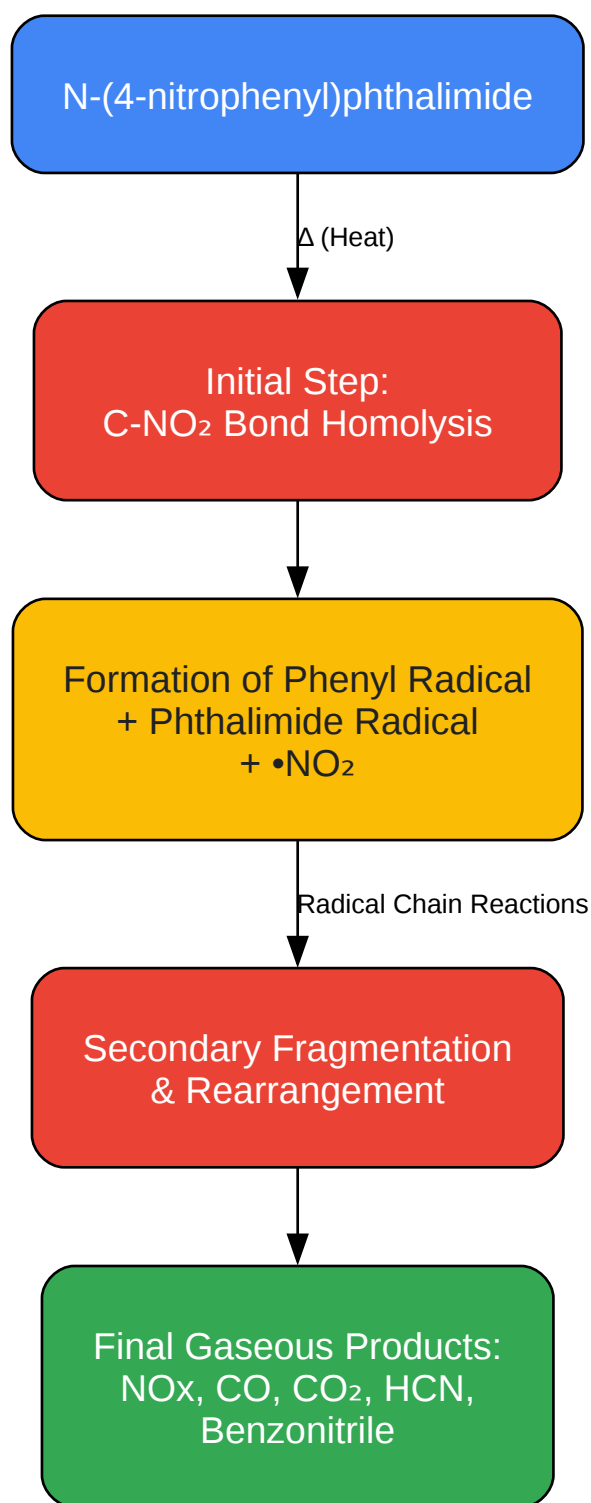 N-(4-nitrophenyl)phthalimide
Δ (Heat)
Initial Step:
C-NO₂ Bond Homolysis
Formation of Phenyl Radical
+ Phthalimide Radical
+ •NO₂
Radical Chain Reactions
Secondary Fragmentation
& Rearrangement
Final Gaseous Products:
NOx, CO, CO₂, HCN,
Benzonitrile